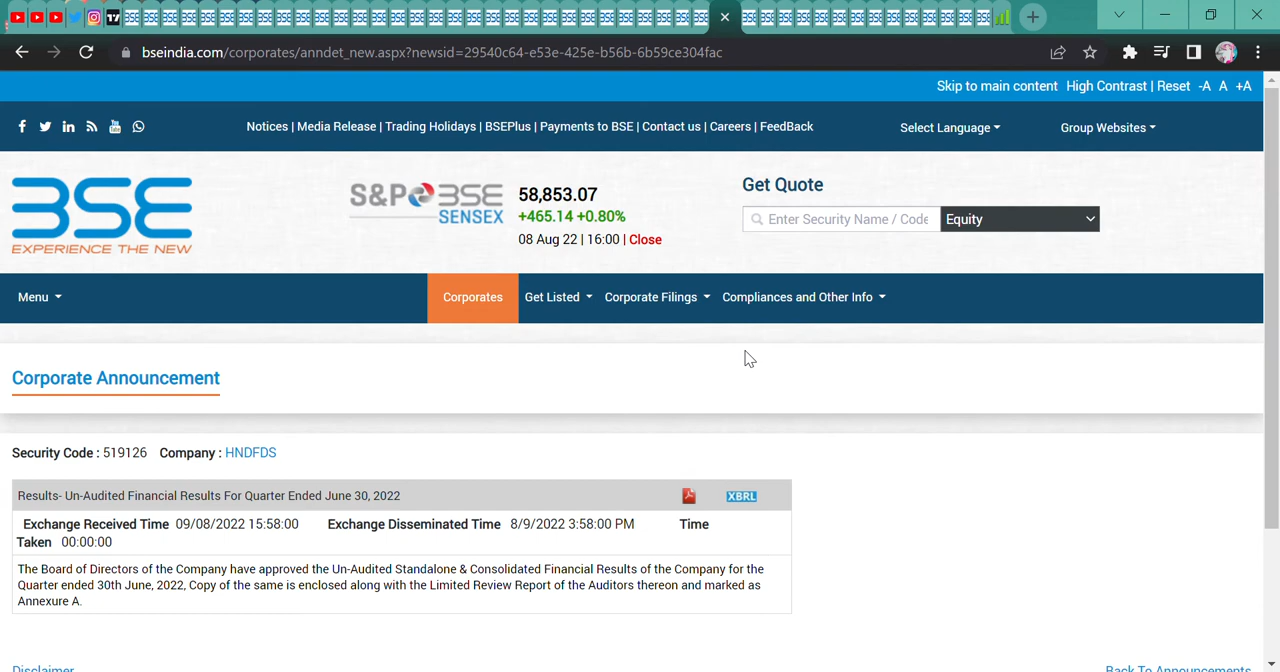 bseindia.com/corporates/anndet_new.aspx?newsid=29540c64-e53e-425e-b56b-6b59ce304fac
Skip to main content High Contrast | Reset -A A +A
Notices | Media Release | Trading Holidays | BSEPlus | Payments to BSE | Contact us | Careers | FeedBack
Select Language
Group Websites
BSE
EXPERIENCE THE NEW
S&P BSE
SENSEX
58,853.07
+465.14 +0.80%
08 Aug 22 | 16:00 | Close
Get Quote
Enter Security Name / Code
Equity
Menu
Corporates
Get Listed
Corporate Filings
Compliances and Other Info
Corporate Announcement
Security Code : 519126 Company : HNDFDS
Results- Un-Audited Financial Results For Quarter Ended June 30, 2022
XBRL
Exchange Received Time 09/08/2022 15:58:00 Exchange Disseminated Time 8/9/2022 3:58:00 PM Time
Taken 00:00:00
The Board of Directors of the Company have approved the Un-Audited Standalone & Consolidated Financial Results of the Company for the
Quarter ended 30th June, 2022, Copy of the same is enclosed along with the Limited Review Report of the Auditors thereon and marked as
Annexure A.
Disclaimer
Back To Announcements